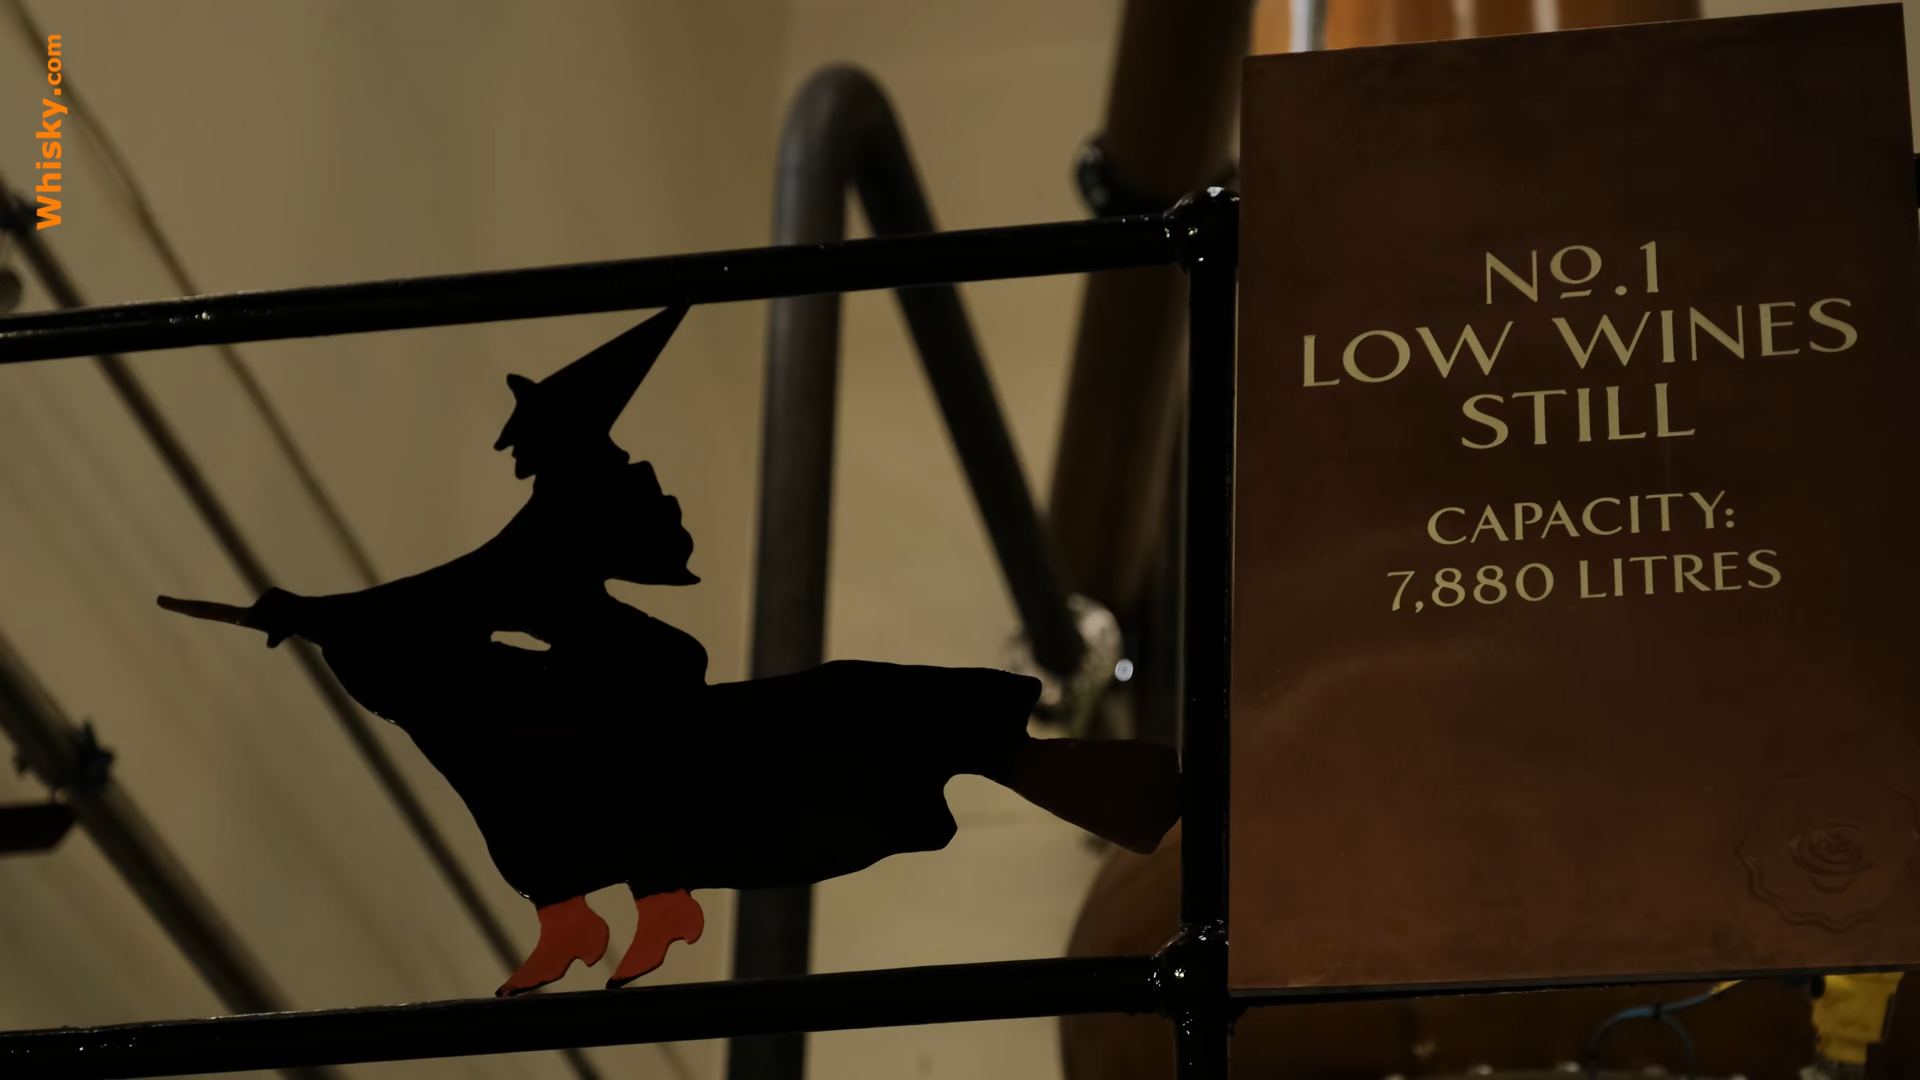 Whisky.com
Nº.1
LOW WINES
STILL
CAPACITY:
7,880 LITRES